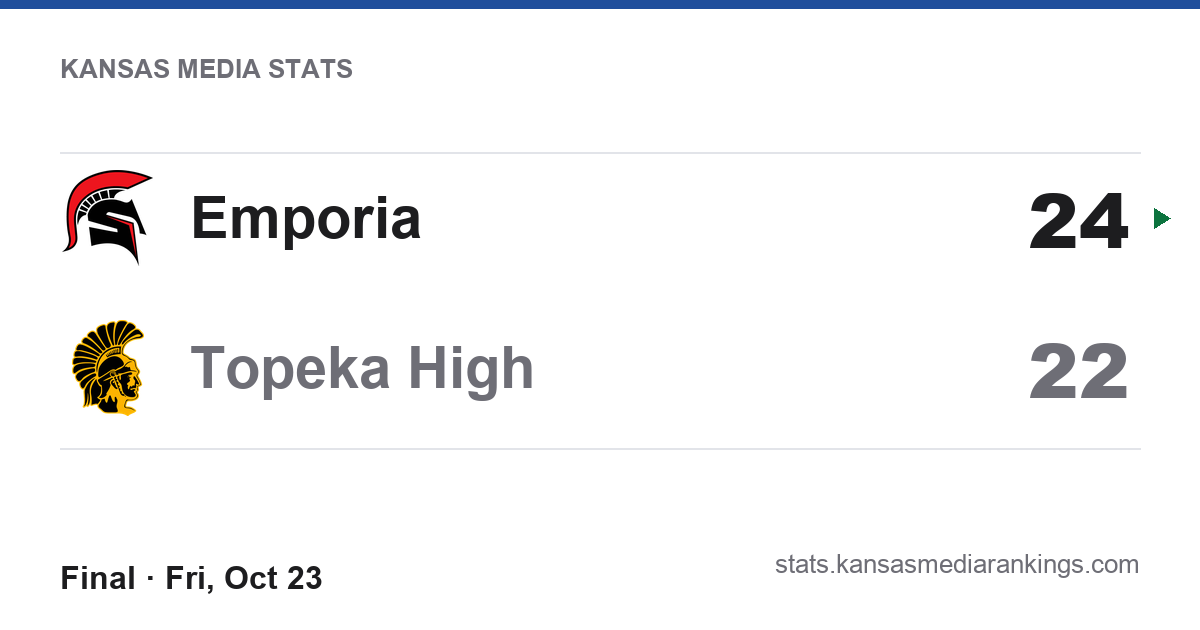 KANSAS MEDIA STATS
Emporia 24
Topeka High 22
Final · Fri, Oct 23
stats.kansasmediarankings.com